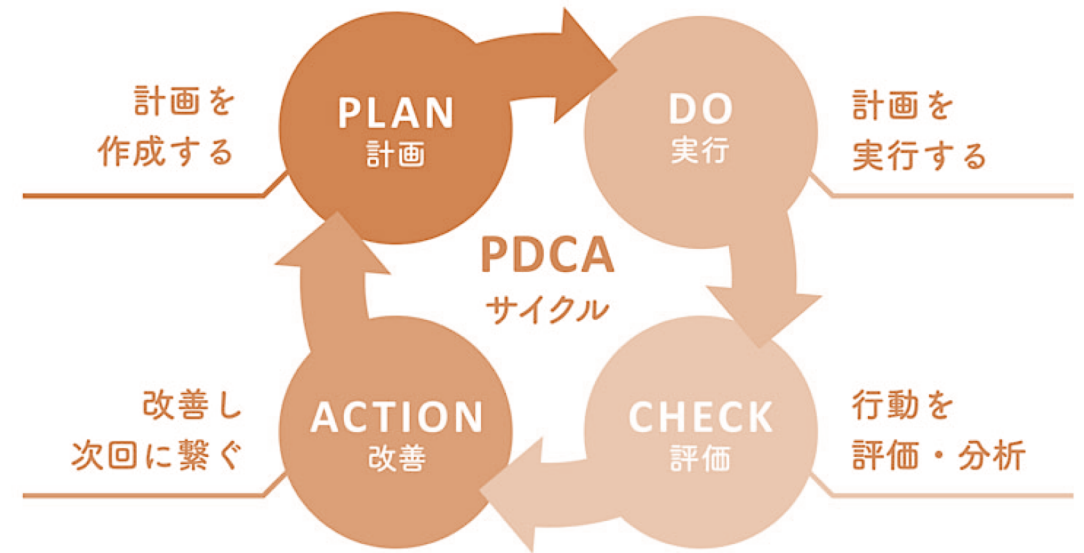 計画を
作成する
PLAN
計画
DO
実行
計画を
実行する
PDCA
サイクル
改善し
次回に繋ぐ
ACTION
改善
CHECK
評価
行動を
評価・分析